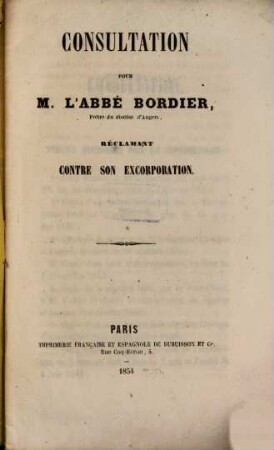 CONSULTATION
POUR
M. L'ABBÉ BORDIER,
Prêtre du diocèse d'Angers,
RÉCLAMANT
CONTRE SON EXCORPORATION.
PARIS
IMPRIMERIE FRANÇAISE ET ESPAGNOLE DE DUBUISSON ET Ce,
Rue Coq-Héron, 5.
1854